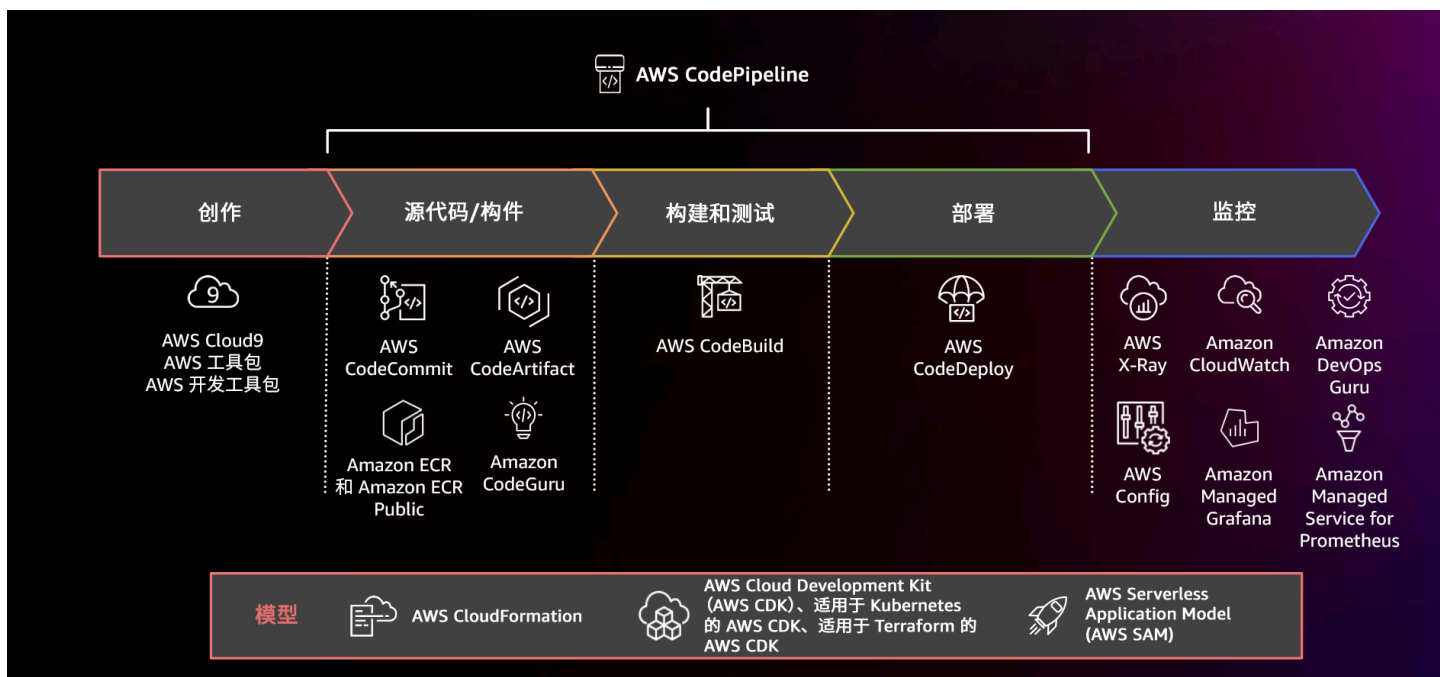 AWS CodePipeline
创作
源代码/构件
构建和测试
部署
监控
9
AWS Cloud9
AWS 工具包
AWS 开发工具包
AWS
CodeCommit
AWS
CodeArtifact
Amazon ECR
和 Amazon ECR
Public
Amazon
CodeGuru
AWS CodeBuild
AWS
CodeDeploy
AWS
X-Ray
Amazon
CloudWatch
Amazon
DevOps
Guru
AWS
Config
Amazon
Managed
Grafana
Amazon
Managed
Service for
Prometheus
模型
AWS CloudFormation
AWS Cloud Development Kit
(AWS CDK)、适用于 Kubernetes
的 AWS CDK、适用于 Terraform 的
AWS CDK
AWS Serverless
Application Model
(AWS SAM)